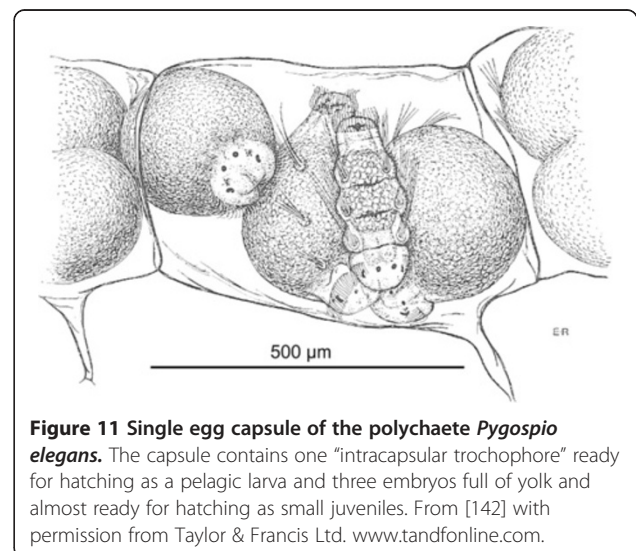 E·R
500 µm
Figure 11 Single egg capsule of the polychaete Pygospio
elegans. The capsule contains one “intracapsular trochophore” ready
for hatching as a pelagic larva and three embryos full of yolk and
almost ready for hatching as small juveniles. From [142] with
permission from Taylor & Francis Ltd. www.tandfonline.com.